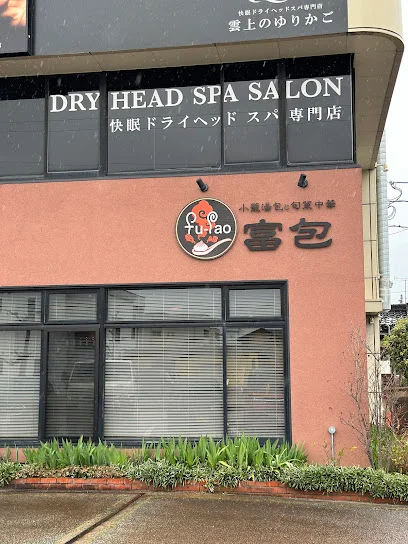 快眠ドライヘッドスパ専門店
雲上のゆりかご
DRY HEAD SPA SALON
快眠ドライヘッド スパ 専門店
小籠湯包と旬菜中華
富包
Fu-Pao